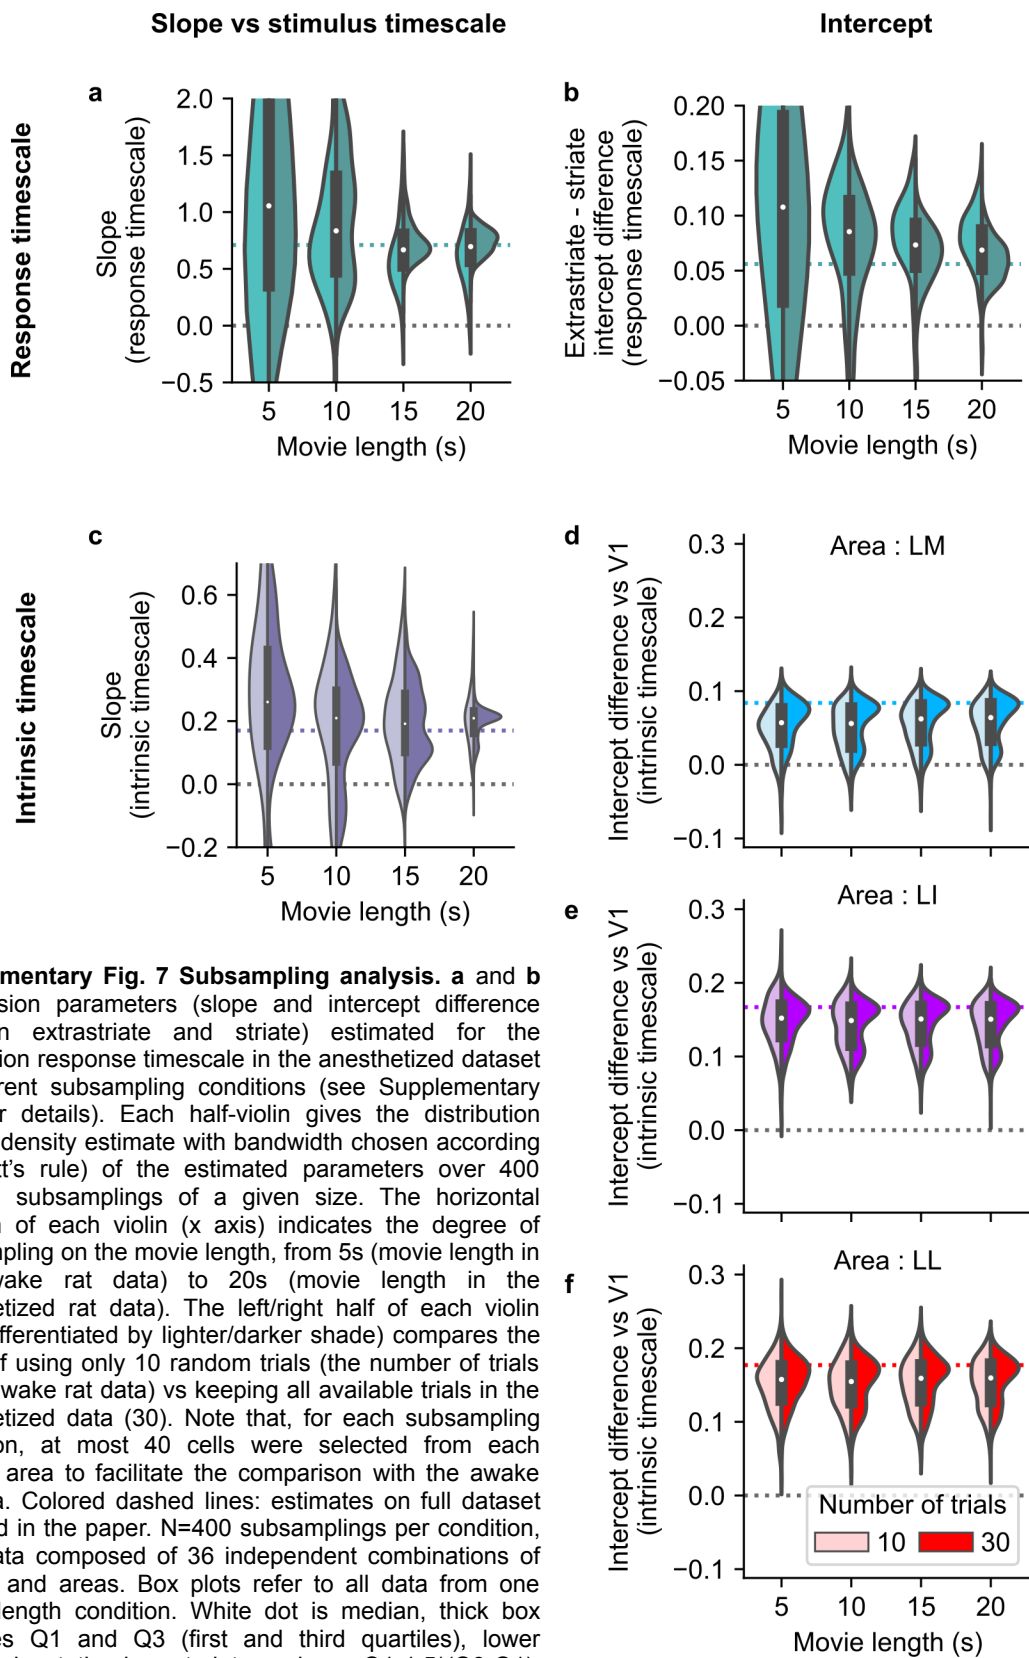 Slope vs stimulus timescale
Intercept
Response timescale
a
2.0
1.5
1.0
0.5
0.0
−0.5
Slope
(response timescale)
5 10 15 20
Movie length (s)
b
0.20
0.15
0.10
0.05
0.00
−0.05
Extrastriate - striate
intercept difference
(response timescale)
5 10 15 20
Movie length (s)
Intrinsic timescale
c
0.6
0.4
0.2
0.0
−0.2
Slope
(intrinsic timescale)
5 10 15 20
Movie length (s)
d
Area : LM
0.3
0.2
0.1
0.0
−0.1
Intercept difference vs V1
(intrinsic timescale)
e
Area : LI
0.3
0.2
0.1
0.0
−0.1
Intercept difference vs V1
(intrinsic timescale)
f
Area : LL
0.3
0.2
0.1
0.0
−0.1
Intercept difference vs V1
(intrinsic timescale)
Number of trials
10 30
5 10 15 20
Movie length (s)
mentary Fig. 7 Subsampling analysis. a and b
sion parameters (slope and intercept difference
n extrastriate and striate) estimated for the
ion response timescale in the anesthetized dataset
rent subsampling conditions (see Supplementary
r details). Each half-violin gives the distribution
density estimate with bandwidth chosen according
tt's rule) of the estimated parameters over 400
subsamplings of a given size. The horizontal
of each violin (x axis) indicates the degree of
mpling on the movie length, from 5s (movie length in
wake rat data) to 20s (movie length in the
etized rat data). The left/right half of each violin
ifferentiated by lighter/darker shade) compares the
f using only 10 random trials (the number of trials
wake rat data) vs keeping all available trials in the
etized data (30). Note that, for each subsampling
on, at most 40 cells were selected from each
area to facilitate the comparison with the awake
a. Colored dashed lines: estimates on full dataset
d in the paper. N=400 subsamplings per condition,
ata composed of 36 independent combinations of
and areas. Box plots refer to all data from one
length condition. White dot is median, thick box
es Q1 and Q3 (first and third quartiles), lower